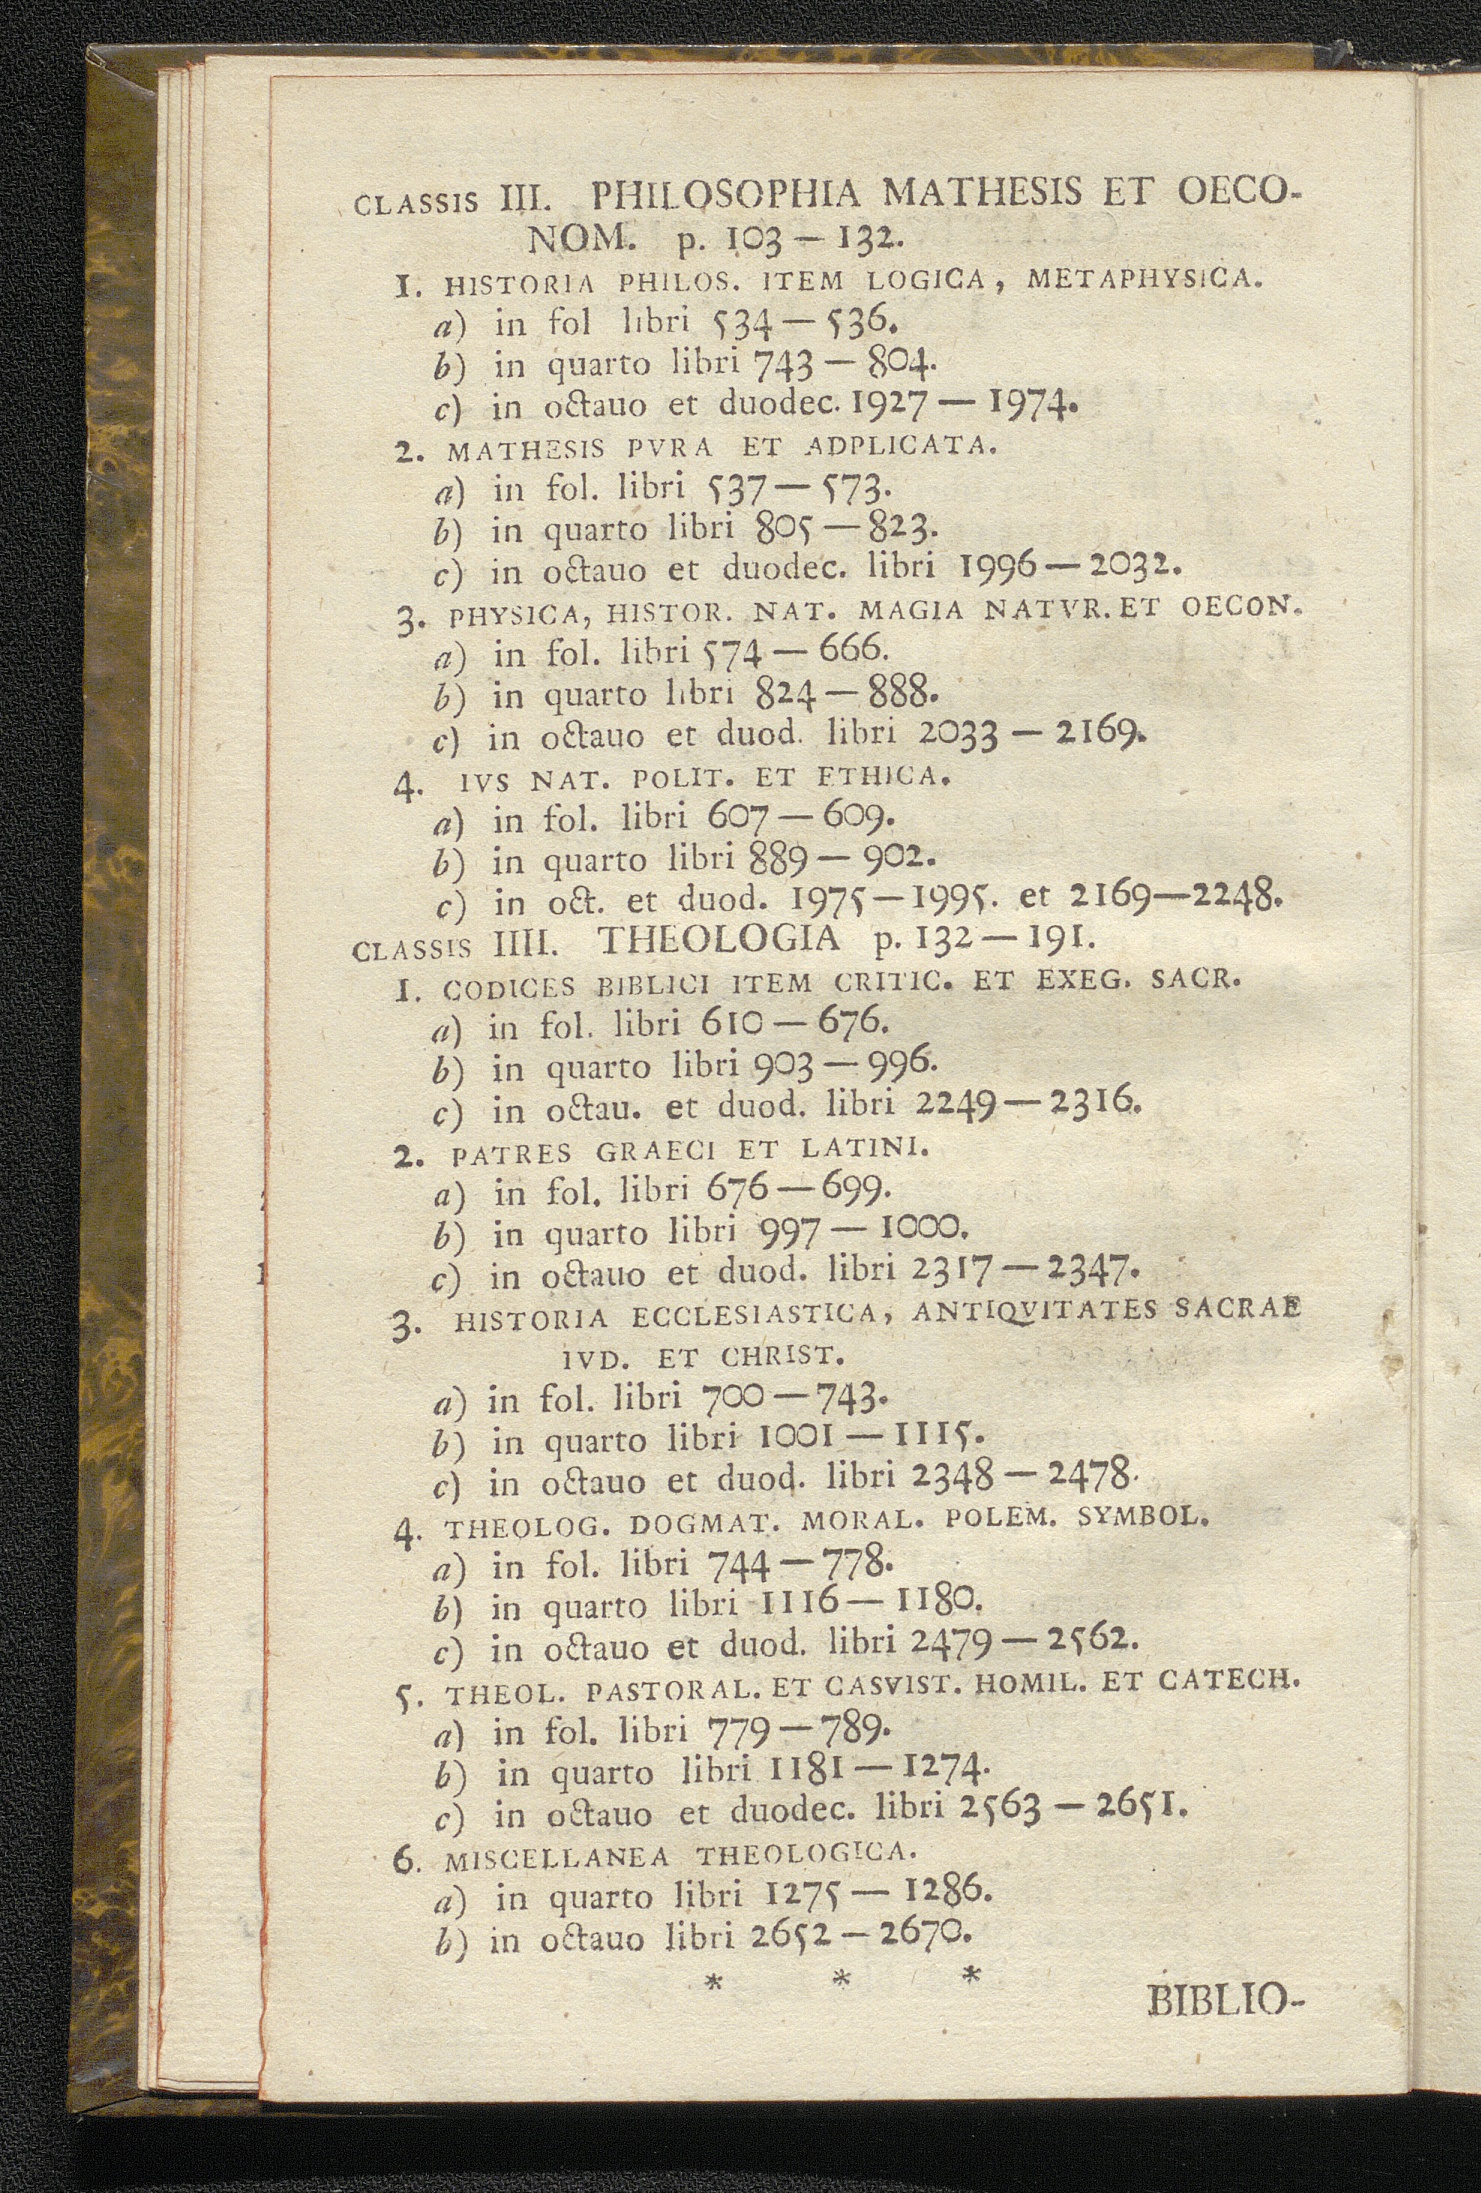 CLASSIS III. PHILOSOPHIA MATHESIS ET OECO-
NOM. p. 103 — 132.
1. HISTORIA PHILOS. ITEM LOGICA, METAPHYSICA.
a) in fol libri 534 — 536.
b) in quarto libri 743 — 804.
c) in octauo et duodec. 1927 — 1974.
2. MATHESIS PVRA ET ADPLICATA.
a) in fol. libri 537 — 573.
b) in quarto libri 805 — 823.
c) in octauo et duodec. libri 1996 — 2032.
3. PHYSICA, HISTOR. NAT. MAGIA NATVR. ET OECON.
a) in fol. libri 574 — 666.
b) in quarto libri 824 — 888.
c) in octauo et duod. libri 2033 — 2169.
4. IVS NAT. POLIT. ET ETHICA.
a) in fol. libri 607 — 609.
b) in quarto libri 889 — 902.
c) in oct. et duod. 1975 — 1995. et 2169—2248.
CLASSIS IIII. THEOLOGIA p. 132 — 191.
1. CODICES BIBLICI ITEM CRITIC. ET EXEG. SACR.
a) in fol. libri 610 — 676.
b) in quarto libri 903 — 996.
c) in octau. et duod. libri 2249 — 2316.
2. PATRES GRAECI ET LATINI.
a) in fol. libri 676 — 699.
b) in quarto libri 997 — 1000.
c) in octauo et duod. libri 2317 — 2347.
3. HISTORIA ECCLESIASTICA, ANTIQVITATES SACRAE
IVD. ET CHRIST.
a) in fol. libri 700 — 743.
b) in quarto libri 1001 — 1115.
c) in octauo et duod. libri 2348 — 2478.
4. THEOLOG. DOGMAT. MORAL. POLEM. SYMBOL.
a) in fol. libri 744 — 778.
b) in quarto libri 1116 — 1180.
c) in octauo et duod. libri 2479 — 2562.
5. THEOL. PASTORAL. ET CASVIST. HOMIL. ET CATECH.
a) in fol. libri 779 — 789.
b) in quarto libri 1181 — 1274.
c) in octauo et duodec. libri 2563 — 2651.
6. MISCELLANEA THEOLOGICA.
a) in quarto libri 1275 — 1286.
b) in octauo libri 2652 — 2670.
* * *
BIBLIO-